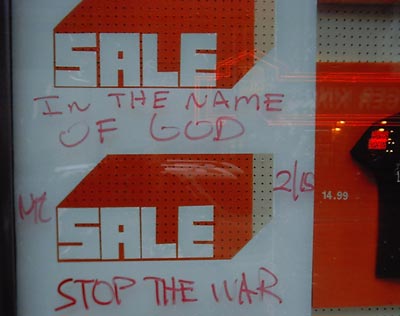 SALE
IN THE NAME
OF GOD
SALE
2/15
14.99
STOP THE WAR